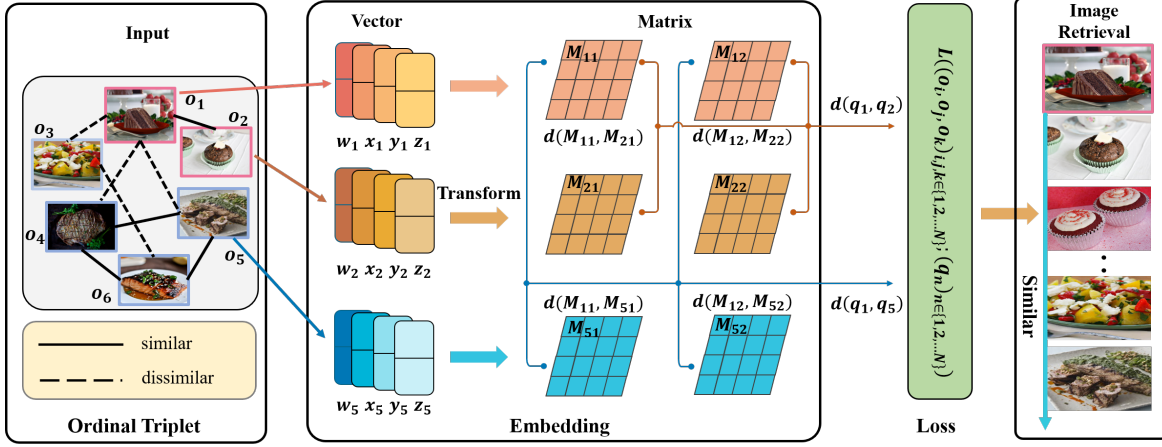 Input
o₁
o₂
o₃
o₄
o₅
o₆
similar
dissimilar
Ordinal Triplet
Vector
Matrix
w₁ x₁ y₁ z₁
w₂ x₂ y₂ z₂
w₅ x₅ y₅ z₅
Transform
M₁₁
M₁₂
d(M₁₁, M₂₁)
d(M₁₂, M₂₂)
M₂₁
M₂₂
d(M₁₁, M₅₁)
d(M₁₂, M₅₂)
M₅₁
M₅₂
Embedding
d(q₁, q₂)
d(q₁, q₅)
L((oᵢ, oⱼ, oₖ)i,j,k∈{1,2,...N}; (qₙ)n∈{1,2,...N})
Loss
Image
Retrieval
Similar